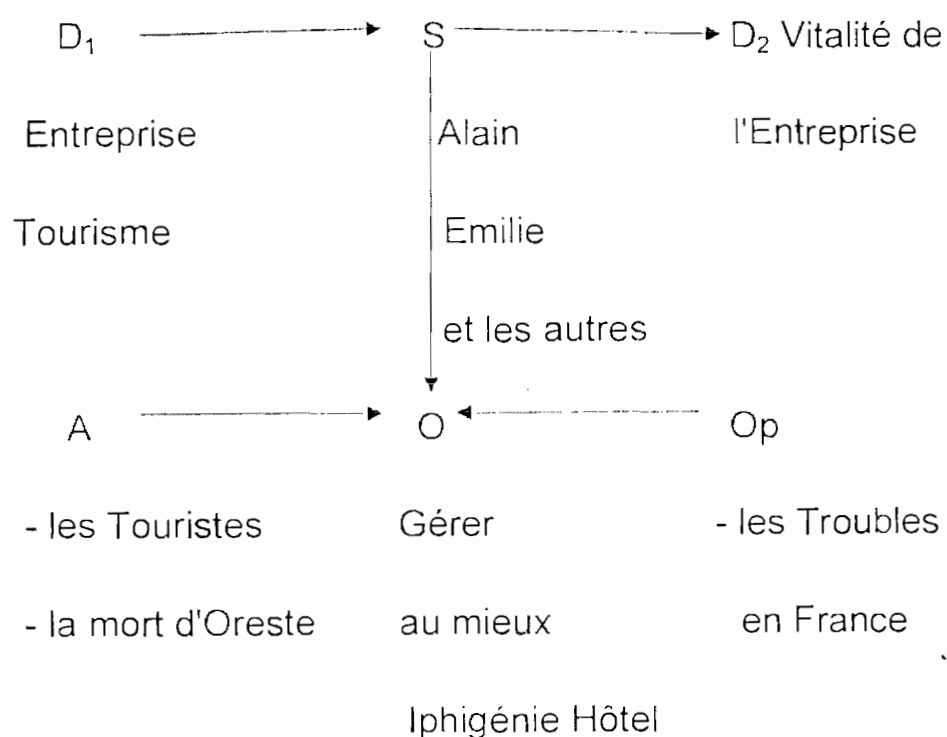 D₁ S D₂ Vitalité de
Entreprise Alain l'Entreprise
Tourisme Emilie
et les autres
A O Op
- les Touristes Gérer - les Troubles
- la mort d'Oreste au mieux en France
Iphigénie Hôtel